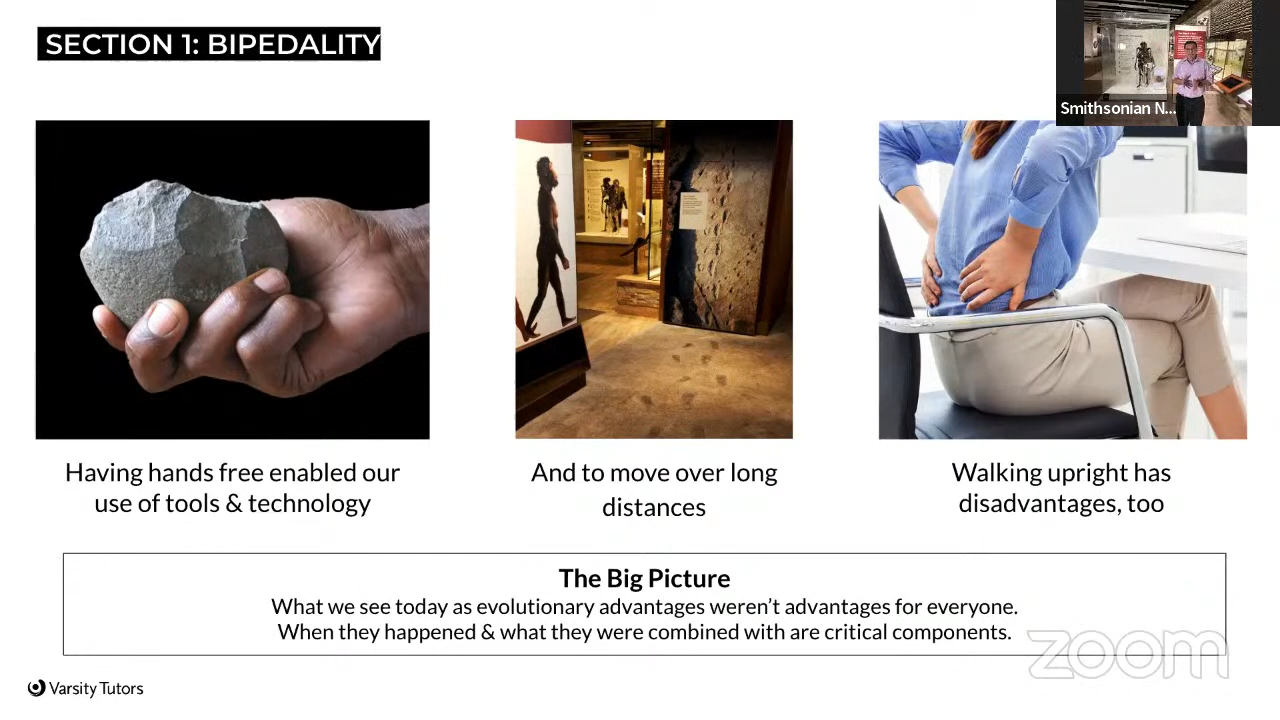 SECTION 1: BIPEDALITY
Smithsonian N...
Having hands free enabled our
use of tools & technology
And to move over long
distances
Walking upright has
disadvantages, too
The Big Picture
What we see today as evolutionary advantages weren't advantages for everyone.
When they happened & what they were combined with are critical components.
zoom
Varsity Tutors